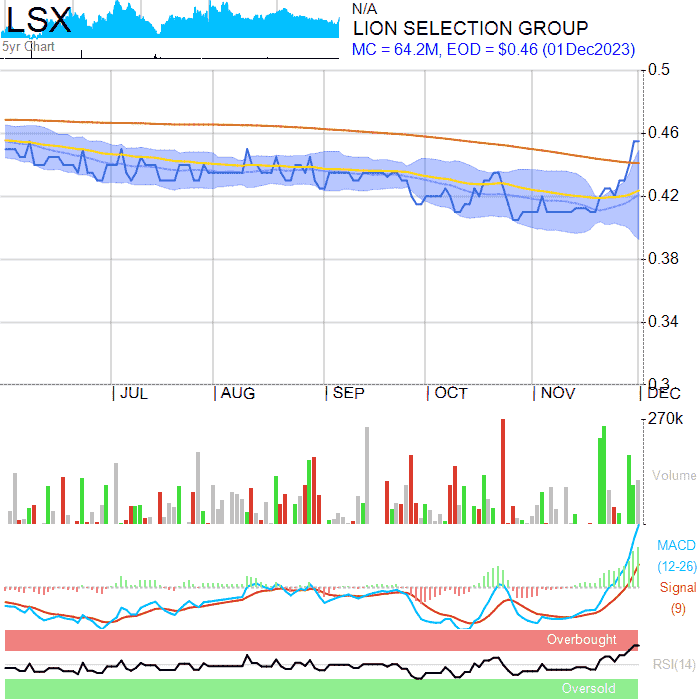 LSX
5yr Chart
N/A
LION SELECTION GROUP
MC = 64.2M, EOD = $0.46 (01Dec2023)
0.5
0.46
0.42
0.38
0.34
0.3
JUL AUG SEP OCT NOV DEC
270k
Volume
MACD
(12-26)
Signal
(9)
Overbought
RSI(14)
Oversold